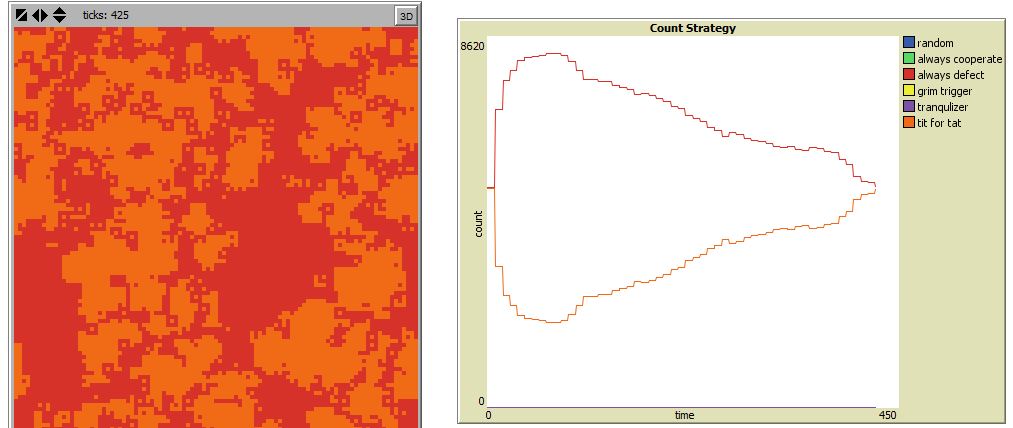 ticks: 425
3D
Count Strategy
8620
count
0
0
time
450
random
always cooperate
always defect
grim trigger
tranqulizer
tit for tat